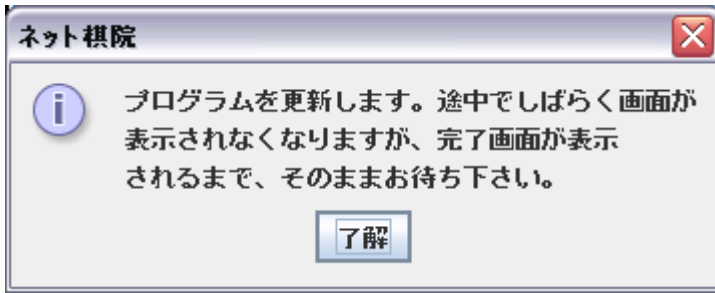 ネット棋院
プログラムを更新します。途中でしばらく画面が
表示されなくなりますが、完了画面が表示
されるまで、そのままお待ち下さい。
了解